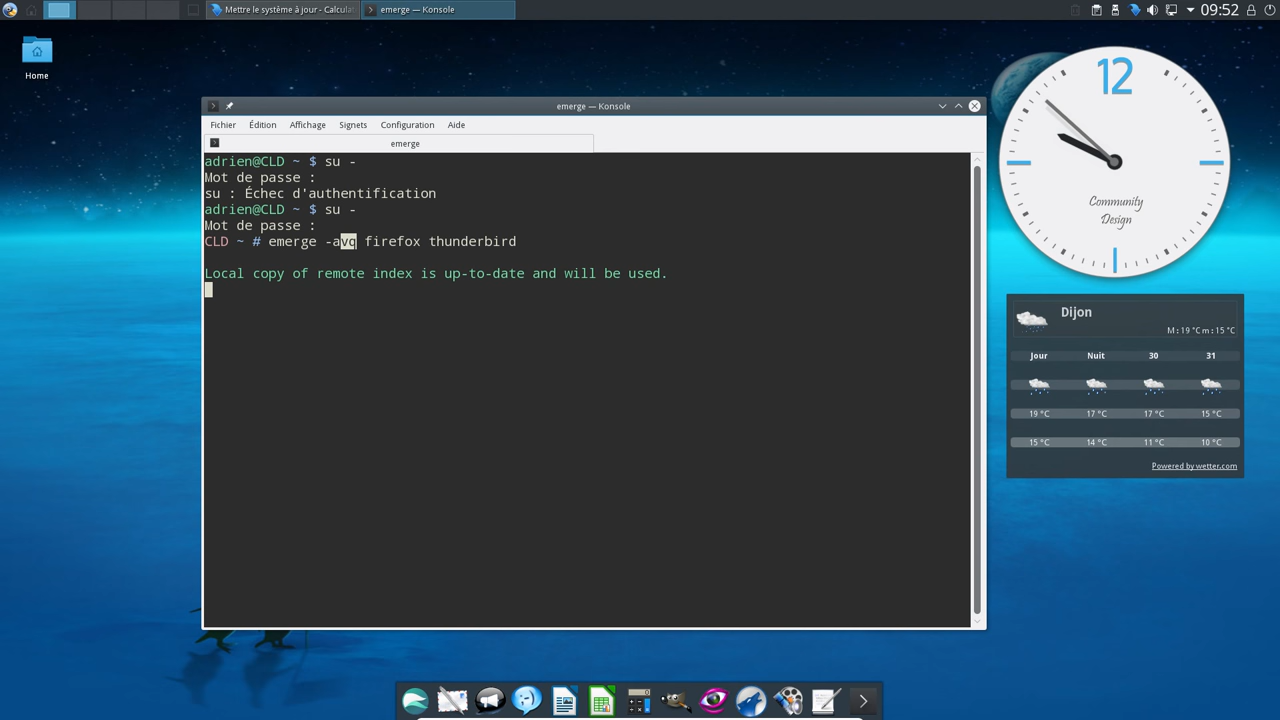 Mettre le système à jour - Calcula
emerge — Konsole
09:52
Home
emerge — Konsole
Fichier Édition Affichage Signets Configuration Aide
emerge
adrien@CLD ~ $ su -
Mot de passe :
su : Échec d'authentification
adrien@CLD ~ $ su -
Mot de passe :
CLD ~ # emerge -avq firefox thunderbird
Local copy of remote index is up-to-date and will be used.
12
Community
Design
Dijon
M : 19 °C m : 15 °C
Jour Nuit 30 31
19 °C 17 °C 17 °C 15 °C
15 °C 14 °C 11 °C 10 °C
Powered by wetter.com